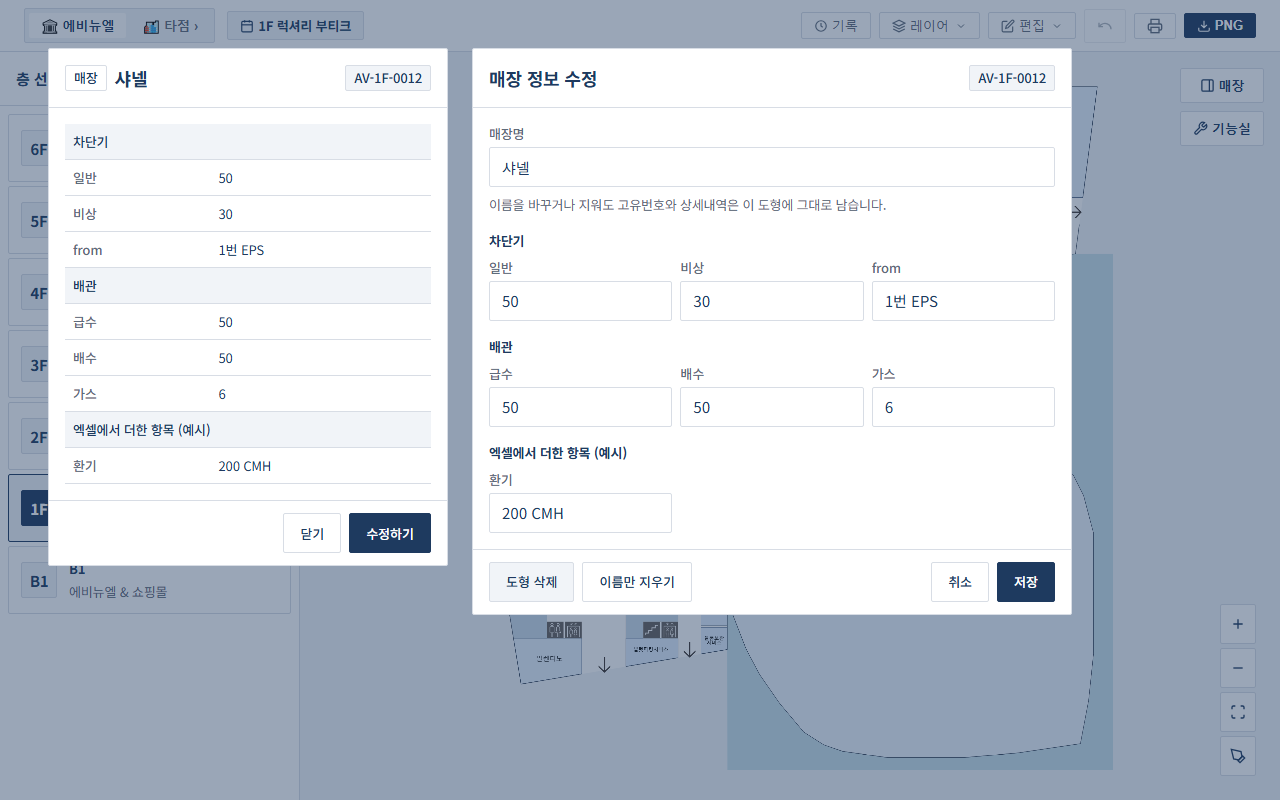 에비뉴엘
타점 ›
1F 럭셔리 부티크
기록
레이어
편집
PNG
층 선
6F
5F
4F
3F
2F
1F
B1
B1
에비뉴엘 & 쇼핑몰
매장
샤넬
AV-1F-0012
차단기
일반 50
비상 30
from 1번 EPS
배관
급수 50
배수 50
가스 6
엑셀에서 더한 항목 (예시)
환기 200 CMH
닫기
수정하기
매장 정보 수정
AV-1F-0012
매장명
샤넬
이름을 바꾸거나 지워도 고유번호와 상세내역은 이 도형에 그대로 남습니다.
차단기
일반 비상 from
50 30 1번 EPS
배관
급수 배수 가스
50 50 6
엑셀에서 더한 항목 (예시)
환기
200 CMH
도형 삭제
이름만 지우기
취소
저장
매장
기능실